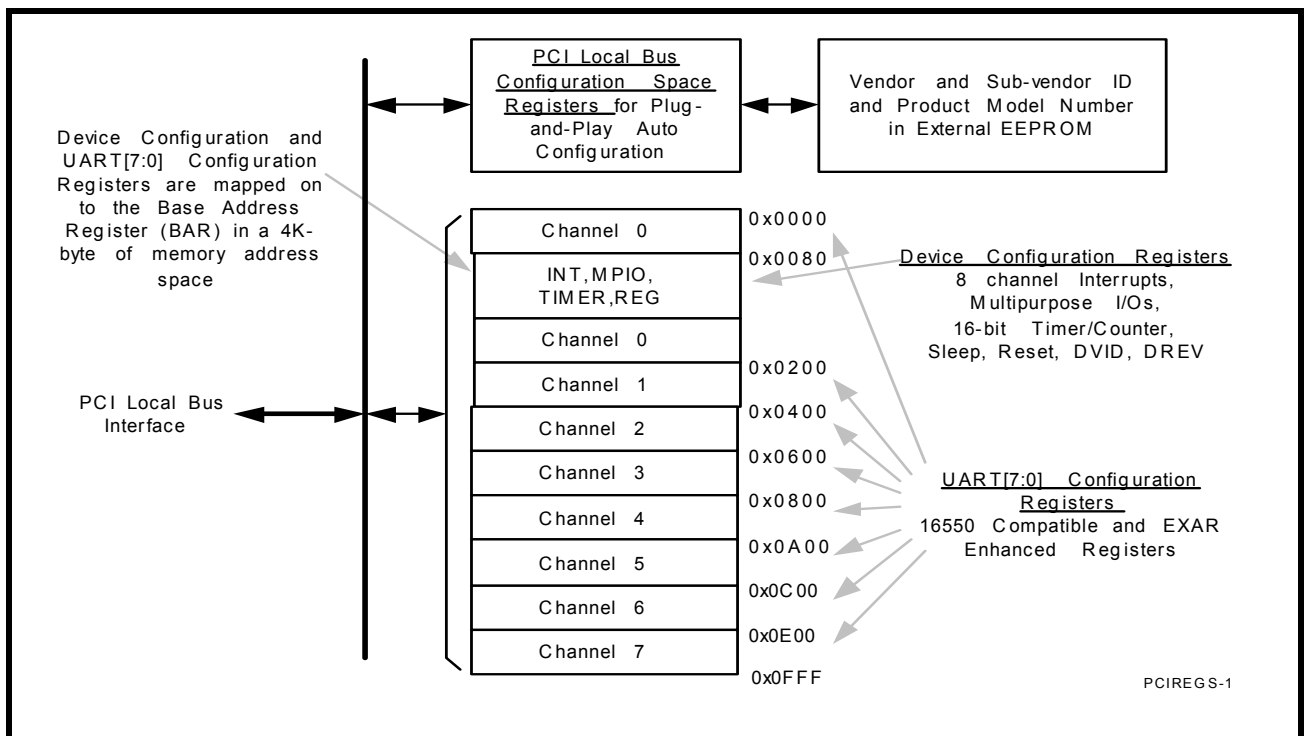 PCI Local Bus
Configuration Space
Registers for Plug-
and-Play Auto
Configuration
Vendor and Sub-vendor ID
and Product Model Number
in External EEPROM
Device Configuration and
UART[7:0] Configuration
Registers are mapped on
to the Base Address
Register (BAR) in a 4K-
byte of memory address
space
PCI Local Bus
Interface
Channel 0
INT,MPIO,
TIMER,REG
Channel 0
Channel 1
Channel 2
Channel 3
Channel 4
Channel 5
Channel 6
Channel 7
0x0000
0x0080
0x0200
0x0400
0x0600
0x0800
0x0A00
0x0C00
0x0E00
0x0FFF
Device Configuration Registers
8 channel Interrupts,
Multipurpose I/Os,
16-bit Timer/Counter,
Sleep, Reset, DVID, DREV
UART[7:0] Configuration
Registers
16550 Compatible and EXAR
Enhanced Registers
PCIREGS-1